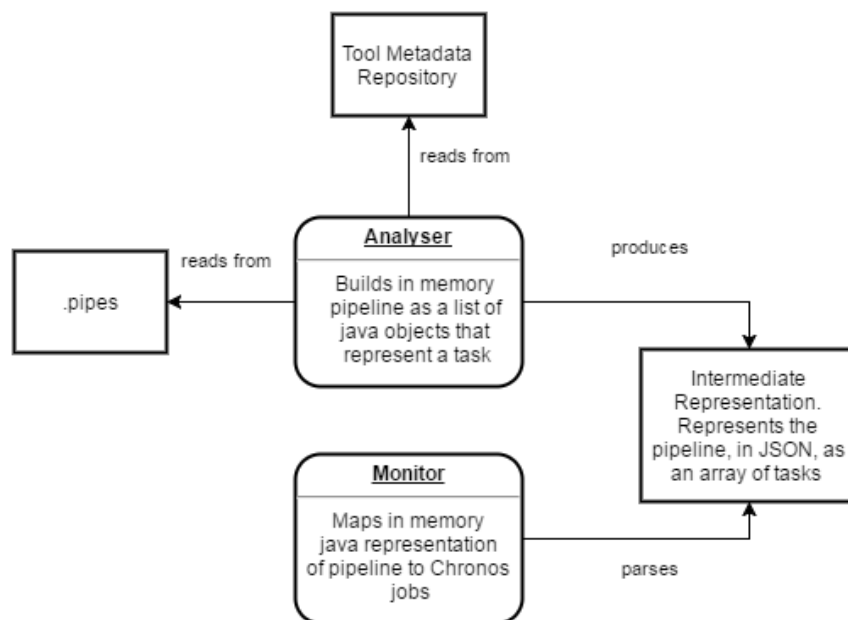 Tool Metadata
Repository
reads from
Analyser
Builds in memory
pipeline as a list of
java objects that
represent a task
reads from
.pipes
produces
Intermediate
Representation.
Represents the
pipeline, in JSON, as
an array of tasks
Monitor
Maps in memory
java representation
of pipeline to Chronos
jobs
parses